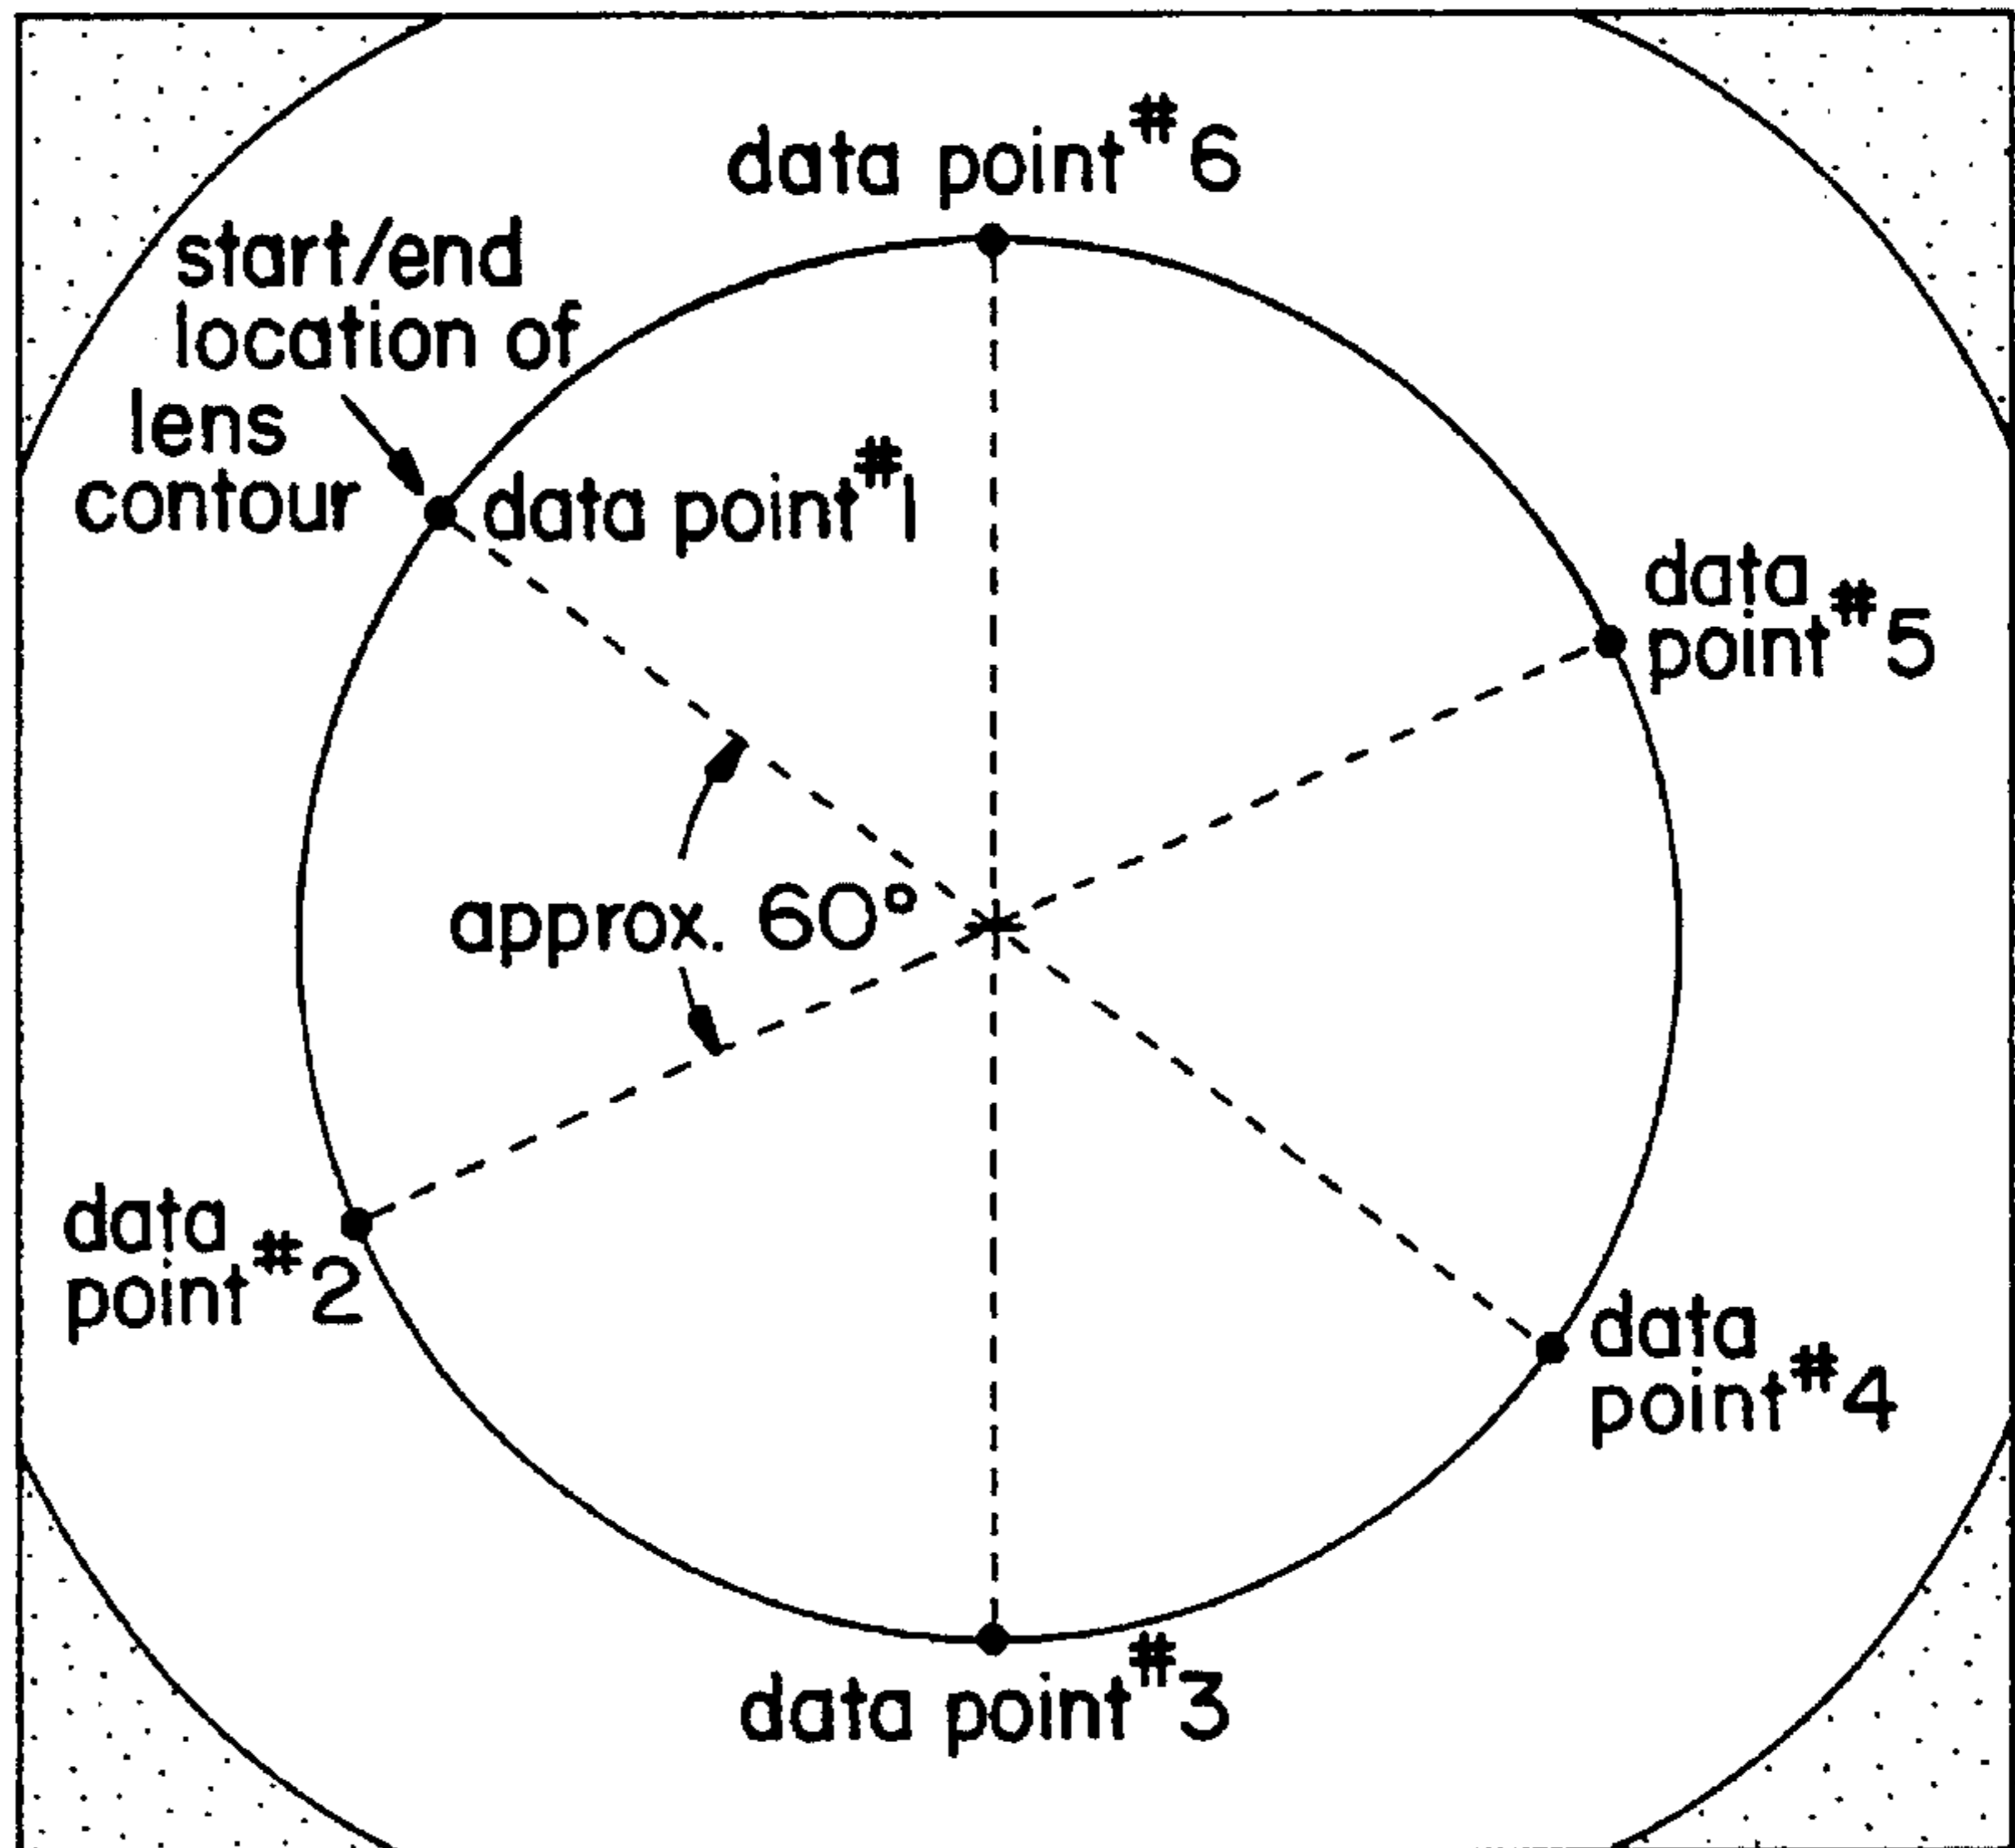 data point #6
start/end
location of
lens
contour
data point #1
data
point #5
approx. 60°
data
point #2
data
point #4
data point #3